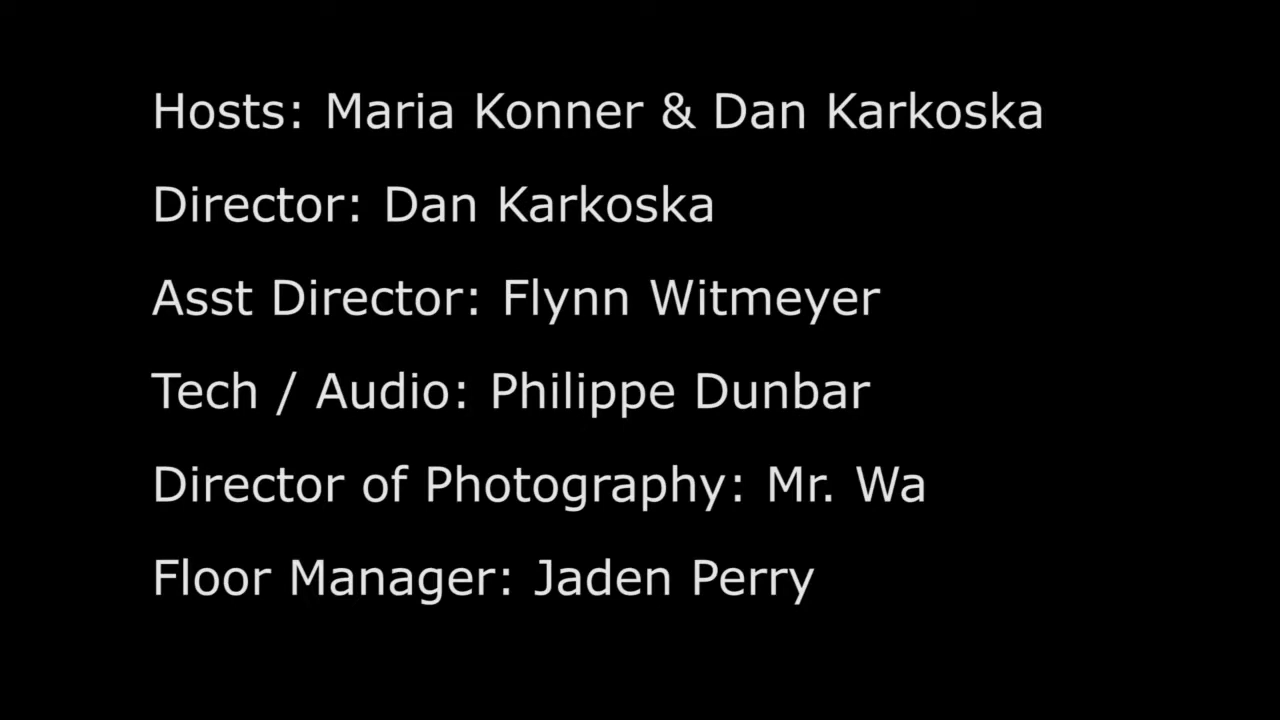 Hosts: Maria Konner & Dan Karkoska
Director: Dan Karkoska
Asst Director: Flynn Witmeyer
Tech / Audio: Philippe Dunbar
Director of Photography: Mr. Wa
Floor Manager: Jaden Perry